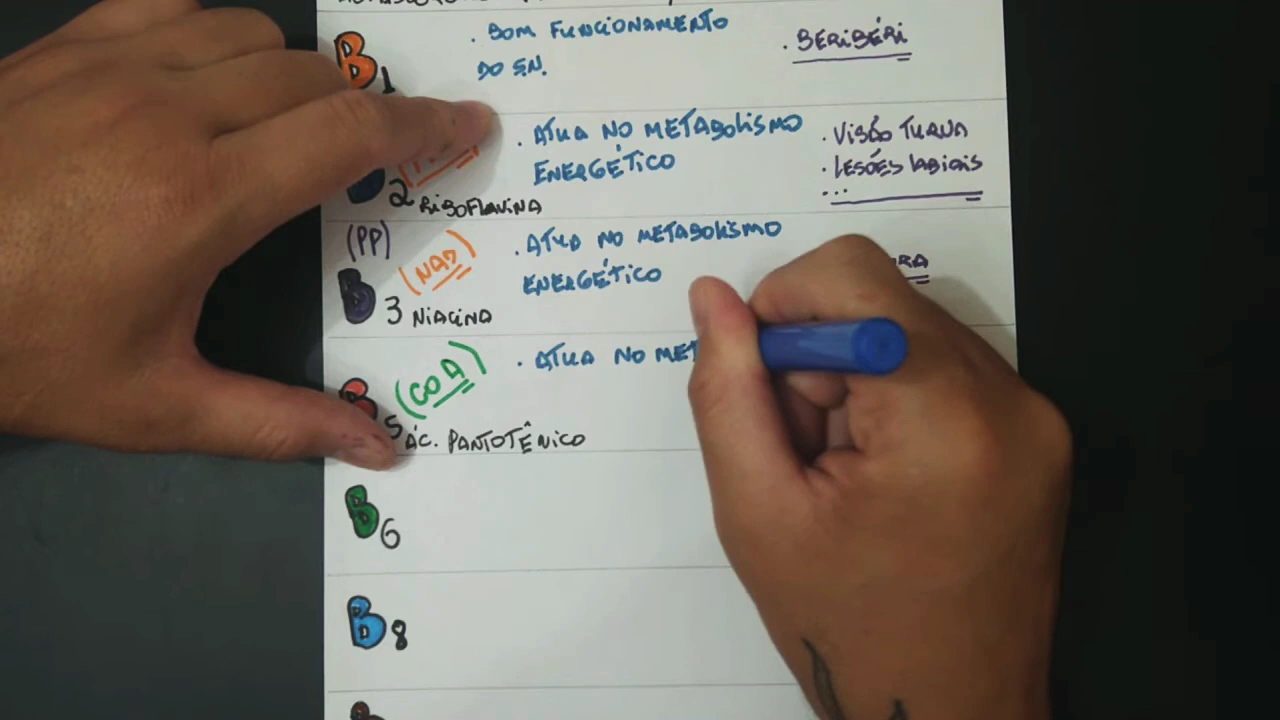 . BOM FUNCIONAMENTO
DO S.N.
. BERIBÉRI
B1
. ATUA NO METABOLISMO
ENERGÉTICO
. VISÃO TURVA
. LESÕES LABIAIS
...
2 RIBOFLAVINA
(PP)
B3 (NAD)
NIACINA
. ATUA NO METABOLISMO
ENERGÉTICO
B5 (COA)
ÁC. PANTOTÊNICO
. ATUA NO MET
B6
B8